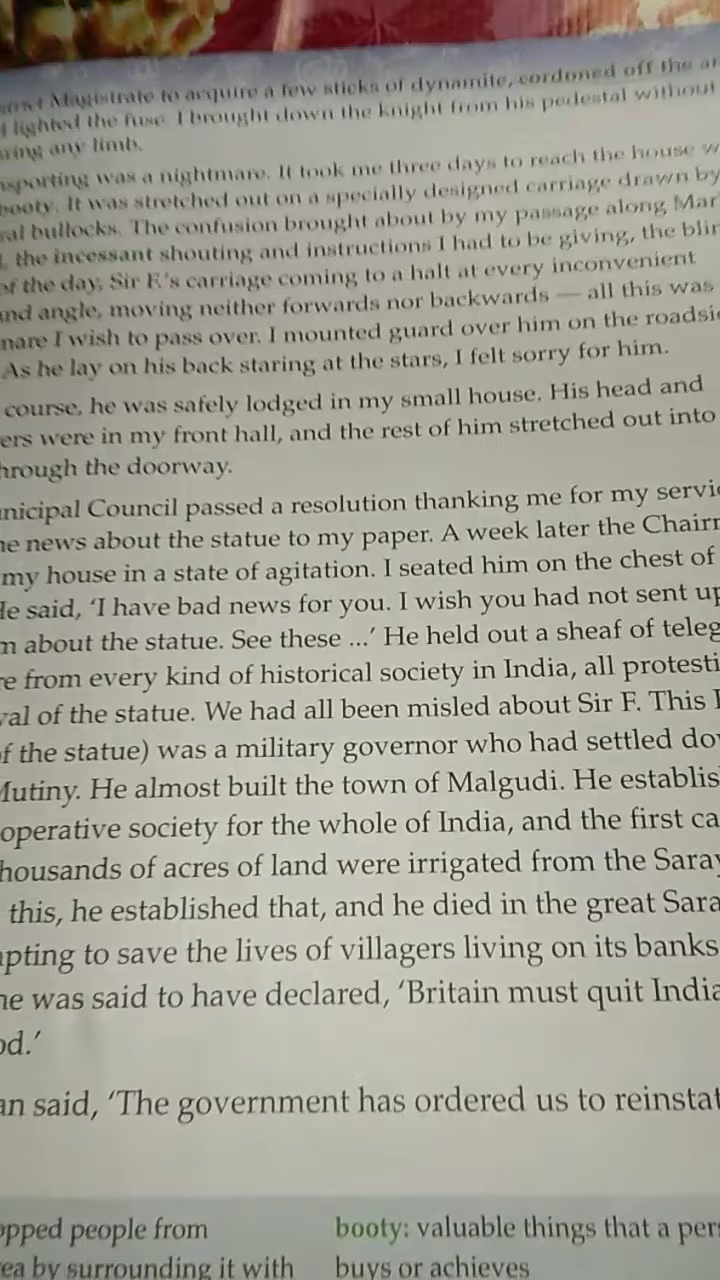 Magistrate to acquire a few sticks of dynamite, cordoned off the
lighted the fuse. I brought down the knight from his pedestal without
any limb.
sporting was a nightmare. It took me three days to reach the house w
booty. It was stretched out on a specially designed carriage drawn by
ral bullocks. The confusion brought about by my passage along Mar
, the incessant shouting and instructions I had to be giving, the blin
of the day, Sir F.'s carriage coming to a halt at every inconvenient
and angle, moving neither forwards nor backwards — all this was
mare I wish to pass over. I mounted guard over him on the roadsi
As he lay on his back staring at the stars, I felt sorry for him.
course, he was safely lodged in my small house. His head and
ers were in my front hall, and the rest of him stretched out into
hrough the doorway.
nicipal Council passed a resolution thanking me for my servic
he news about the statue to my paper. A week later the Chairm
my house in a state of agitation. I seated him on the chest of
He said, 'I have bad news for you. I wish you had not sent up
m about the statue. See these ...' He held out a sheaf of teleg
re from every kind of historical society in India, all protesti
val of the statue. We had all been misled about Sir F. This
of the statue) was a military governor who had settled dow
Mutiny. He almost built the town of Malgudi. He establis
operative society for the whole of India, and the first ca
housands of acres of land were irrigated from the Saray
this, he established that, and he died in the great Sara
pting to save the lives of villagers living on its banks
he was said to have declared, 'Britain must quit India
od.'
an said, 'The government has ordered us to reinstat
opped people from
ea by surrounding it with
booty: valuable things that a pers
buys or achieves